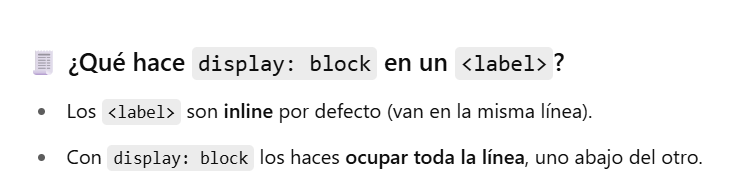 ¿Qué hace display: block en un <label>?
• Los <label> son inline por defecto (van en la misma línea).
• Con display: block los haces ocupar toda la línea, uno abajo del otro.